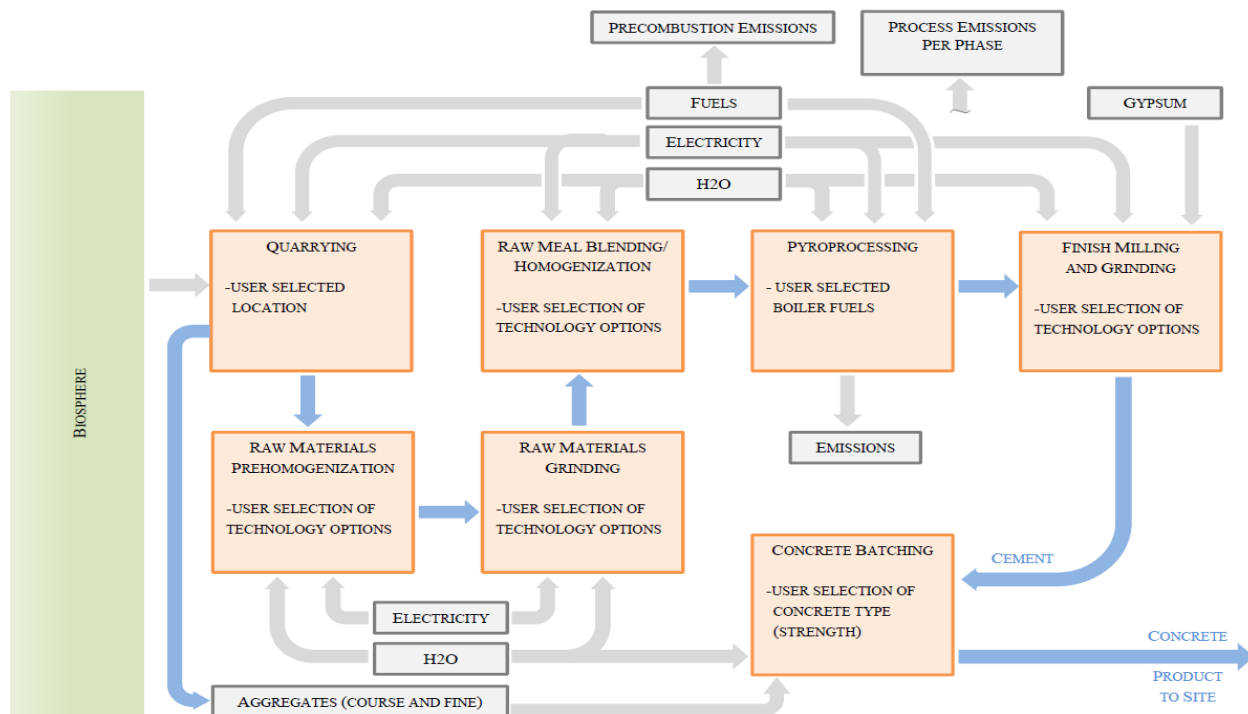 PRECOMBUSTION EMISSIONS
PROCESS EMISSIONS
PER PHASE
FUELS
GYPSUM
ELECTRICITY
H2O
BIOSPHERE
QUARRYING
-USER SELECTED
LOCATION
RAW MEAL BLENDING/
HOMOGENIZATION
-USER SELECTION OF
TECHNOLOGY OPTIONS
PYROPROCESSING
- USER SELECTED
BOILER FUELS
FINISH MILLING
AND GRINDING
-USER SELECTION OF
TECHNOLOGY OPTIONS
RAW MATERIALS
PREHOMOGENIZATION
-USER SELECTION OF
TECHNOLOGY OPTIONS
RAW MATERIALS
GRINDING
-USER SELECTION OF
TECHNOLOGY OPTIONS
EMISSIONS
CONCRETE BATCHING
-USER SELECTION OF
CONCRETE TYPE
(STRENGTH)
CEMENT
ELECTRICITY
H2O
AGGREGATES (COURSE AND FINE)
CONCRETE
PRODUCT
TO SITE